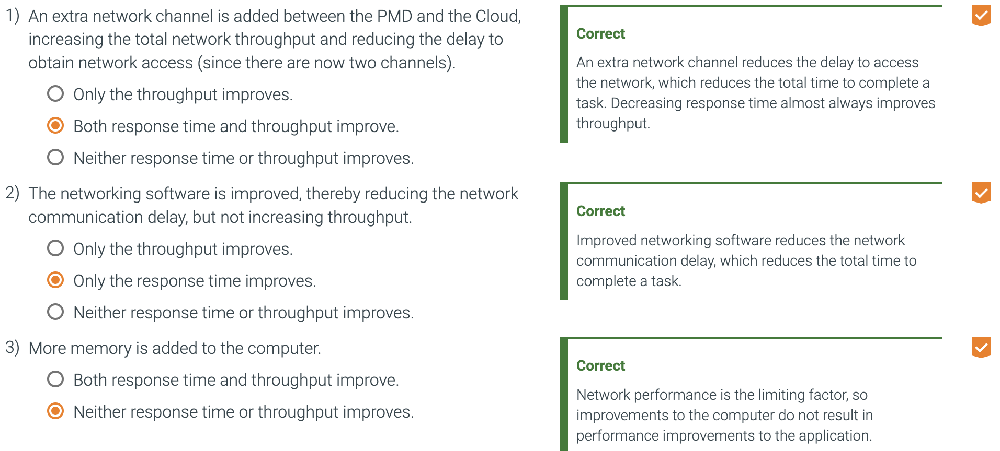 1) An extra network channel is added between the PMD and the Cloud,
increasing the total network throughput and reducing the delay to
obtain network access (since there are now two channels).
Only the throughput improves.
Both response time and throughput improve.
Neither response time or throughput improves.
Correct
An extra network channel reduces the delay to access
the network, which reduces the total time to complete a
task. Decreasing response time almost always improves
throughput.
2) The networking software is improved, thereby reducing the network
communication delay, but not increasing throughput.
Only the throughput improves.
Only the response time improves.
Neither response time or throughput improves.
Correct
Improved networking software reduces the network
communication delay, which reduces the total time to
complete a task.
3) More memory is added to the computer.
Both response time and throughput improve.
Neither response time or throughput improves.
Correct
Network performance is the limiting factor, so
improvements to the computer do not result in
performance improvements to the application.